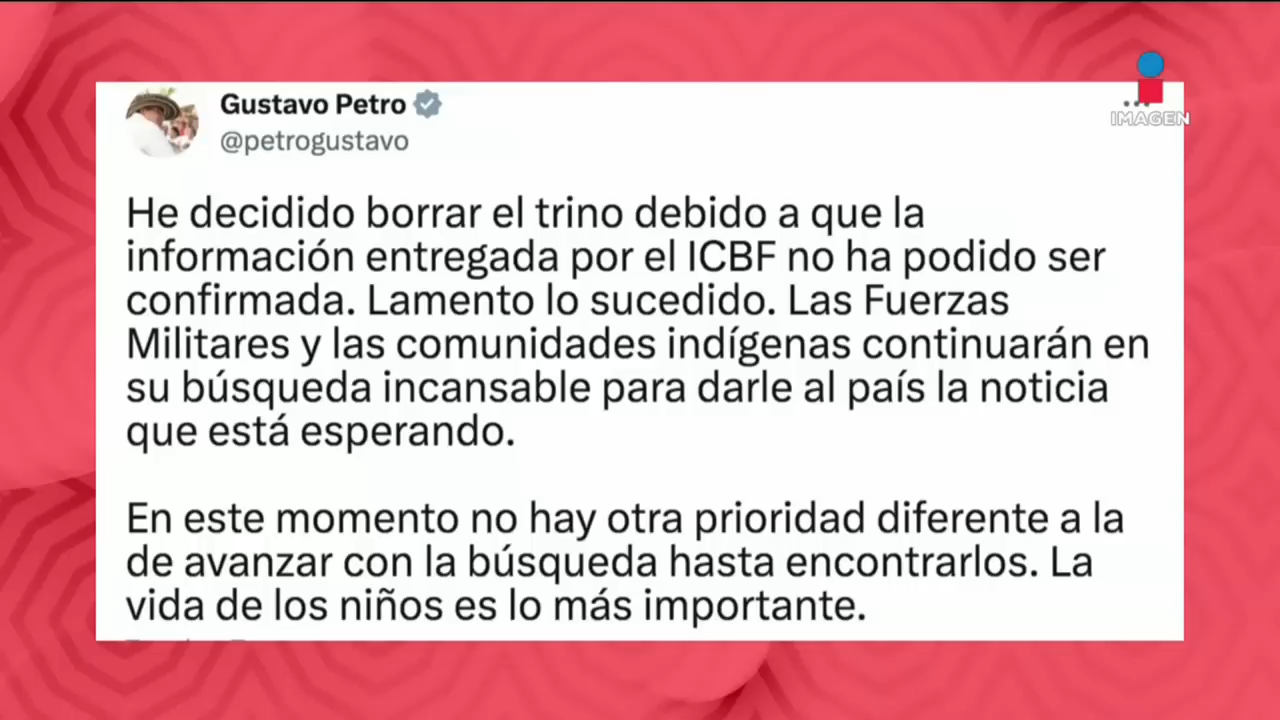 Gustavo Petro
@petrogustavo
IMAGEN
He decidido borrar el trino debido a que la
información entregada por el ICBF no ha podido ser
confirmada. Lamento lo sucedido. Las Fuerzas
Militares y las comunidades indígenas continuarán en
su búsqueda incansable para darle al país la noticia
que está esperando.
En este momento no hay otra prioridad diferente a la
de avanzar con la búsqueda hasta encontrarlos. La
vida de los niños es lo más importante.